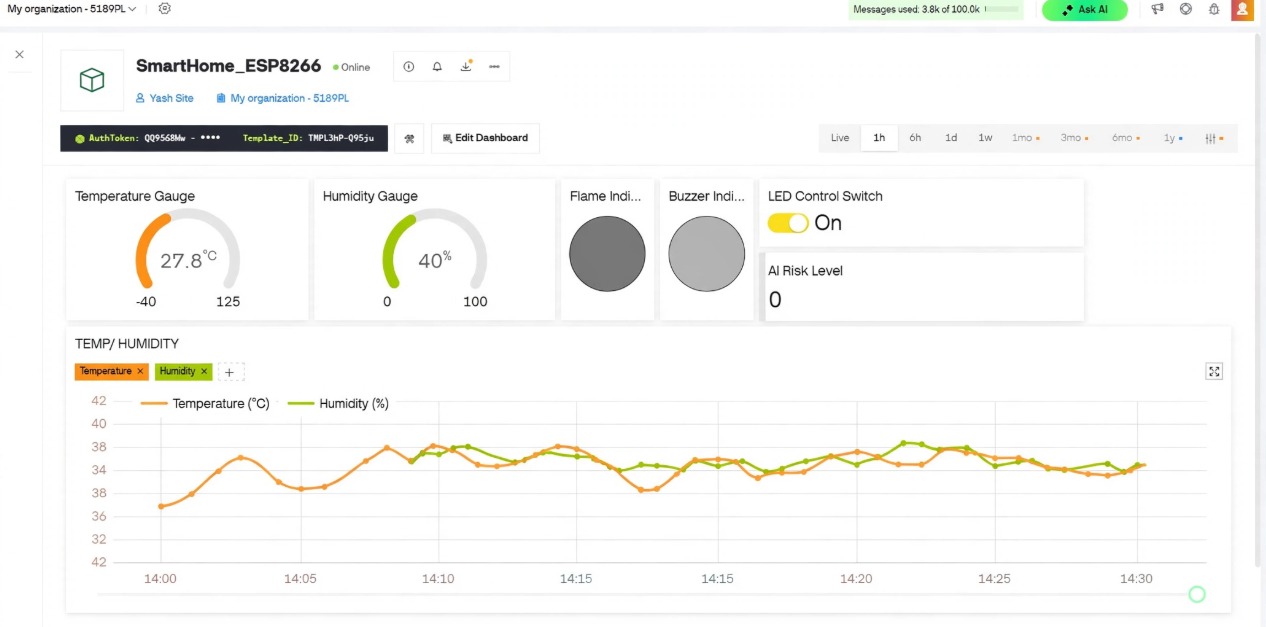 My organization - 5189PL
Messages used: 3.8k of 100.0k
Ask AI
SmartHome_ESP8266
Online
Yash Site
My organization - 5189PL
AuthToken: QQ9568Mw - •••• Template_ID: TMPL3hP-Q95ju
Edit Dashboard
Live 1h 6h 1d 1w 1mo 3mo 6mo 1y
Temperature Gauge
27.8°C
-40 125
Humidity Gauge
40%
0 100
Flame Indi...
Buzzer Indi...
LED Control Switch
On
AI Risk Level
0
TEMP/ HUMIDITY
Temperature × Humidity × +
Temperature (°C) Humidity (%)
42
40
38
34
38
36
32
42
14:00 14:05 14:10 14:15 14:15 14:20 14:25 14:30